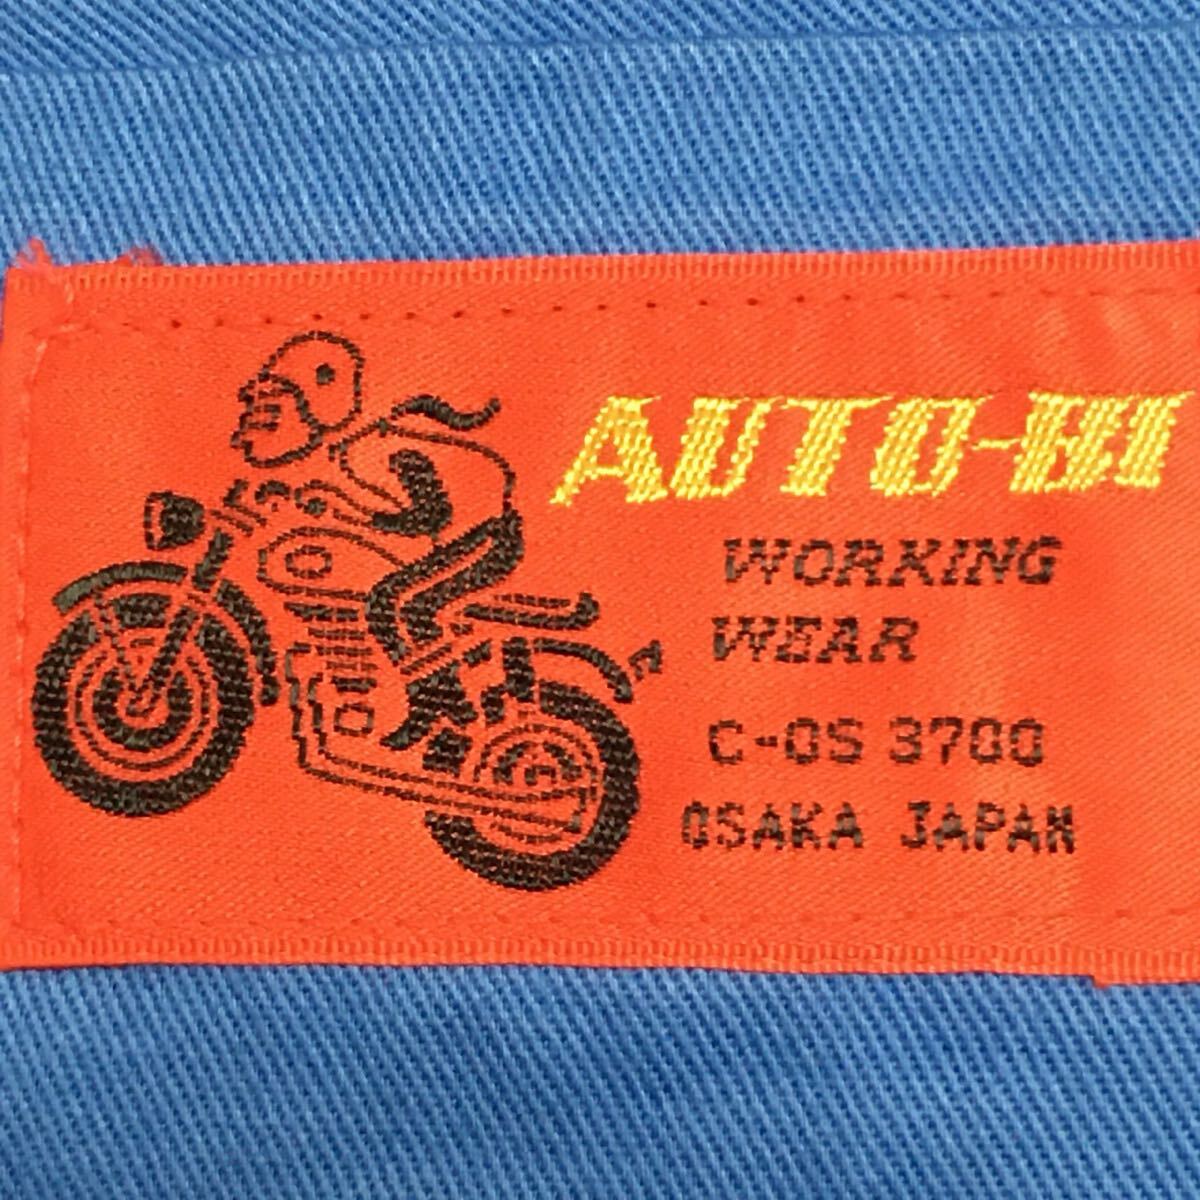 AUTO-BI
WORKING
WEAR
C-OS 3700
OSAKA JAPAN